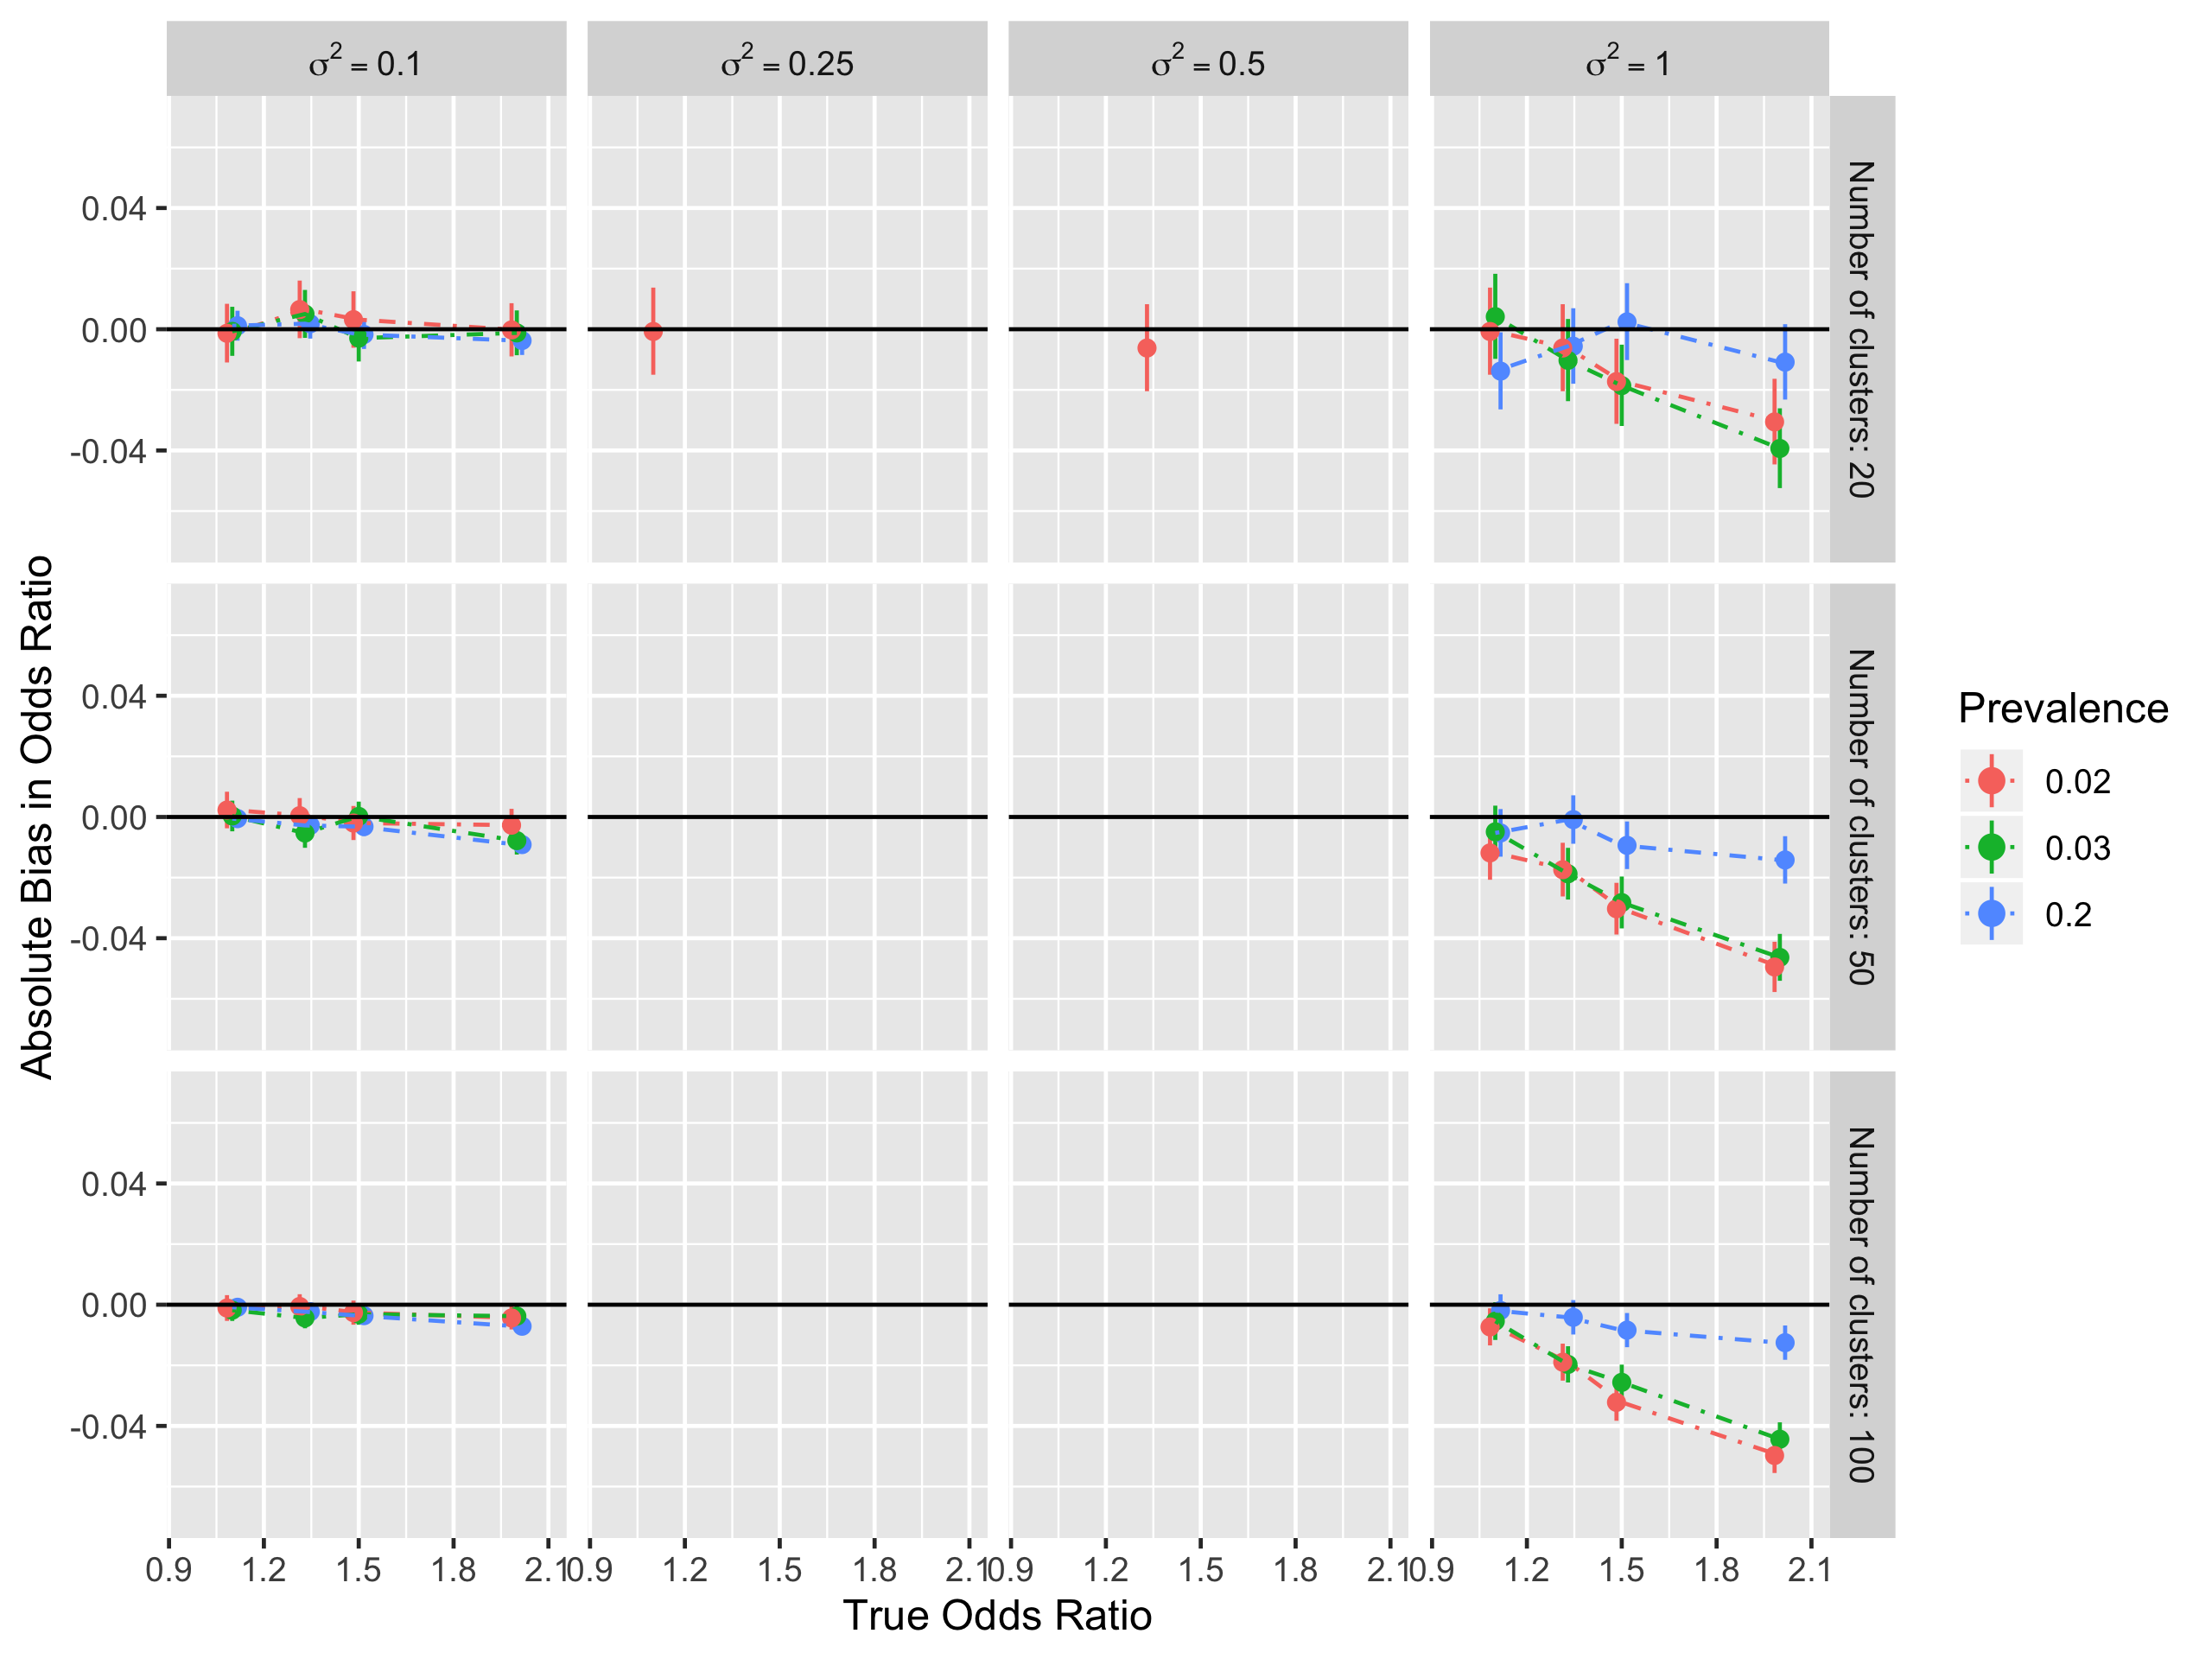 σ² = 0.1
σ² = 0.25
σ² = 0.5
σ² = 1
Absolute Bias in Odds Ratio
0.04
0.00
-0.04
Number of clusters: 20
0.04
0.00
-0.04
Number of clusters: 50
0.04
0.00
-0.04
Number of clusters: 100
0.9 1.2 1.5 1.8 2.1
0.9 1.2 1.5 1.8 2.1
0.9 1.2 1.5 1.8 2.1
0.9 1.2 1.5 1.8 2.1
True Odds Ratio
Prevalence
0.02
0.03
0.2